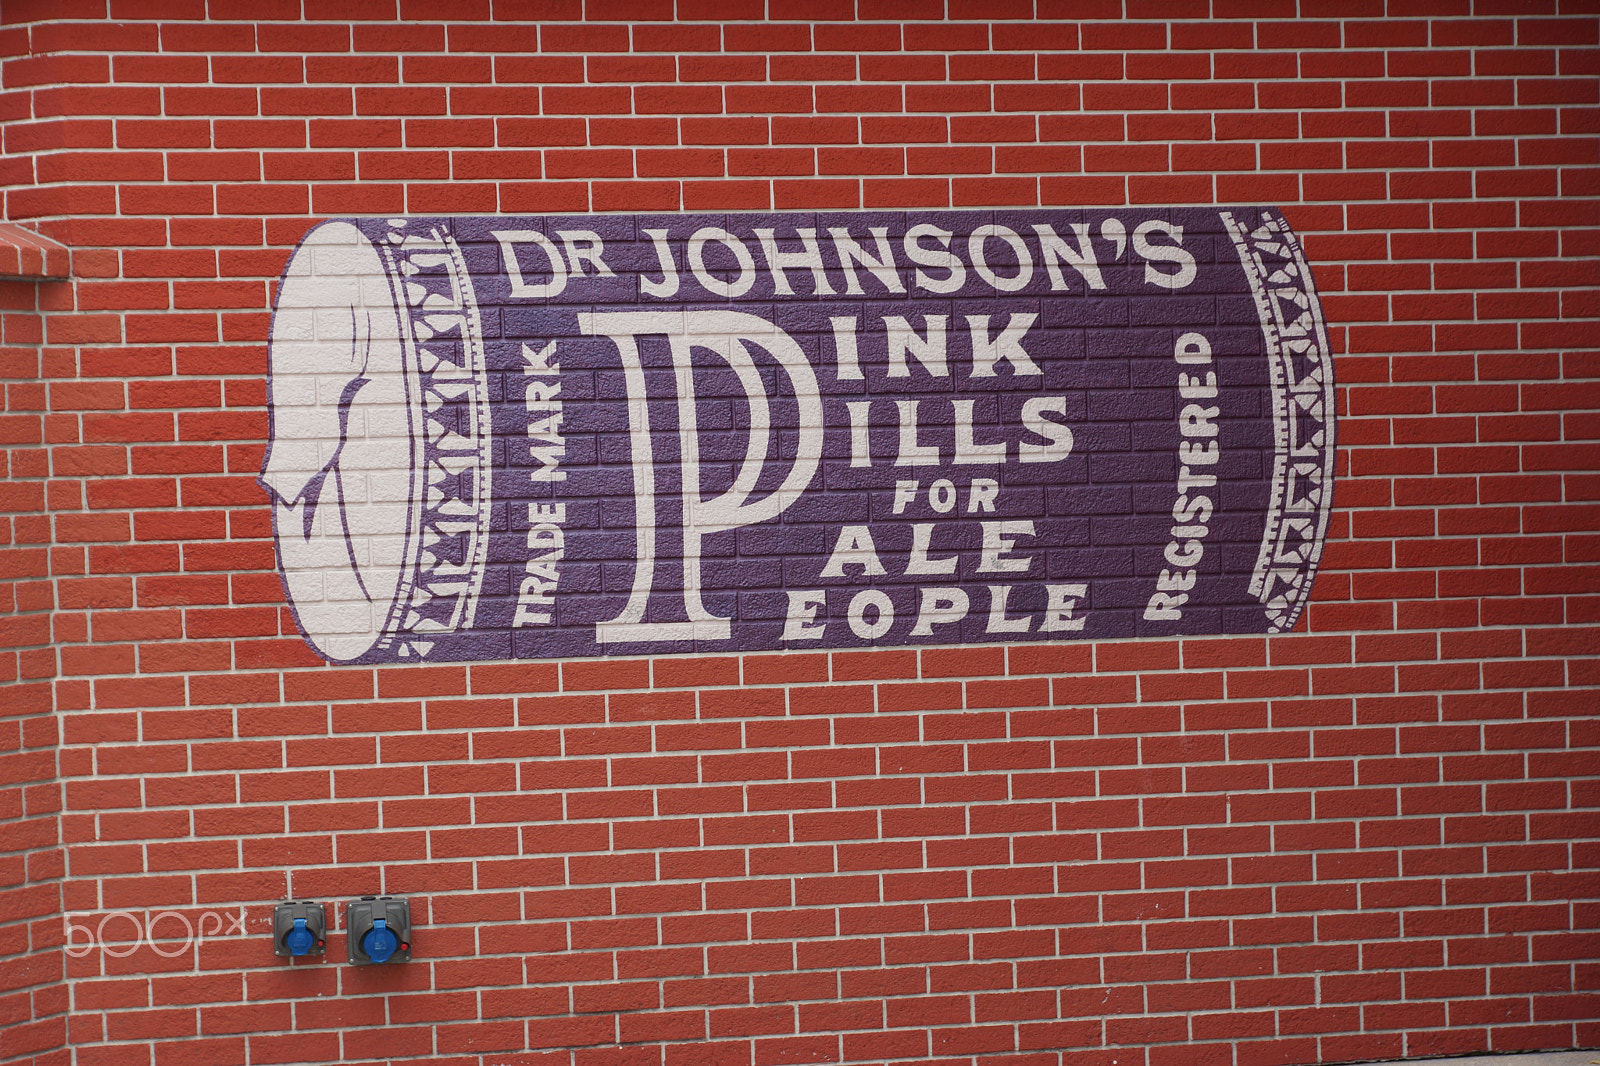 DR JOHNSON'S
TRADE MARK
PINK
PILLS
FOR
PALE
PEOPLE
REGISTERED
500px